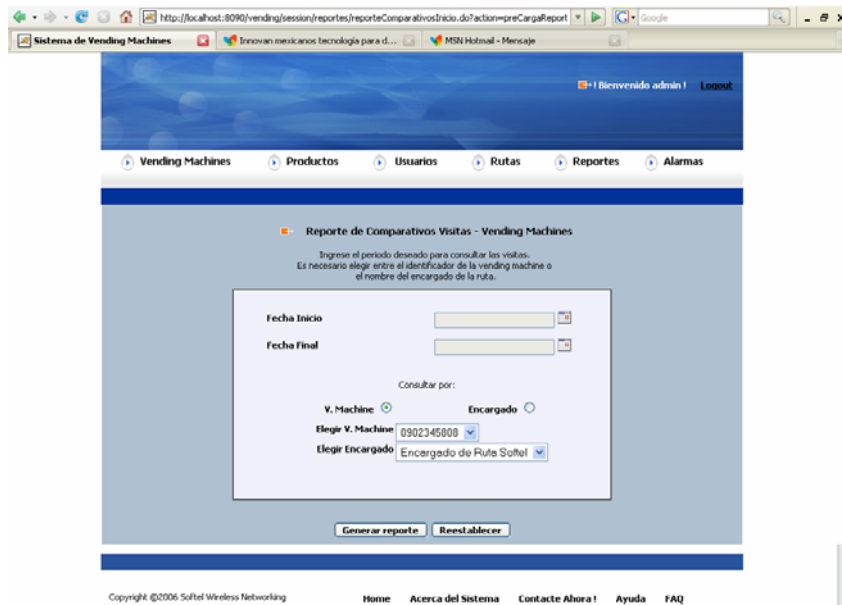 http://localhost:8090/vending/session/reportes/reporteComparativosInicio.do?action=preCargaReport
Google
Sistema de Vending Machines
Innovan mexicanos tecnología para d...
MSN Hotmail - Mensaje
! Bienvenido admin !
Logout
Vending Machines
Productos
Usuarios
Rutas
Reportes
Alarmas
Reporte de Comparativos Visitas - Vending Machines
Ingrese el periodo deseado para consultar las visitas.
Es necesario elegir entre el identificador de la vending machine o
el nombre del encargado de la ruta.
Fecha Inicio
Fecha Final
Consultar por:
V. Machine
Encargado
Elegir V. Machine
0902345808
Elegir Encargado
Encargado de Ruta Softel
Generar reporte
Reestablecer
Copyright @2006 Softel Wireless Networking
Home
Acerca del Sistema
Contacte Ahora !
Ayuda
FAQ